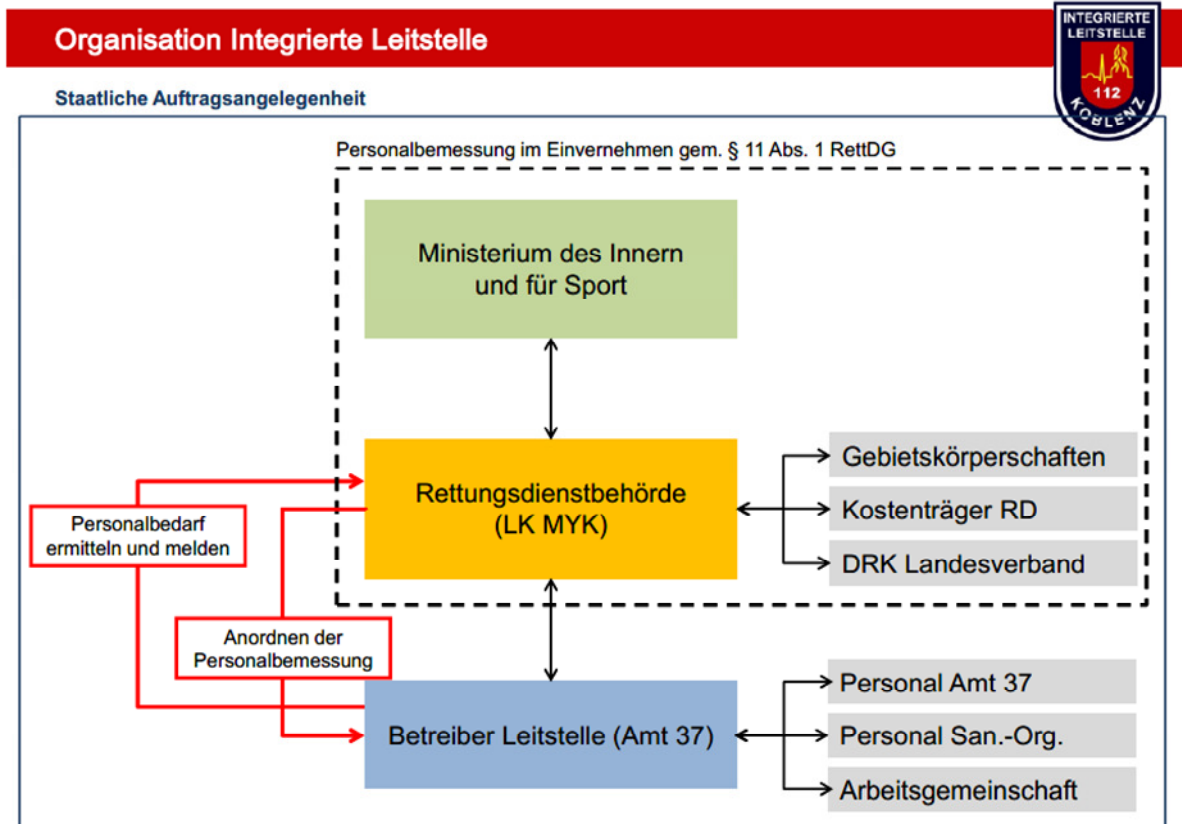 Organisation Integrierte Leitstelle
INTEGRIERTE
LEITSTELLE
112
KOBLENZ
Staatliche Auftragsangelegenheit
Personalbemessung im Einvernehmen gem. § 11 Abs. 1 RettDG
Ministerium des Innern
und für Sport
Rettungsdienstbehörde
(LK MYK)
Gebietskörperschaften
Kostenträger RD
DRK Landesverband
Personalbedarf
ermitteln und melden
Anordnen der
Personalbemessung
Betreiber Leitstelle (Amt 37)
Personal Amt 37
Personal San.-Org.
Arbeitsgemeinschaft